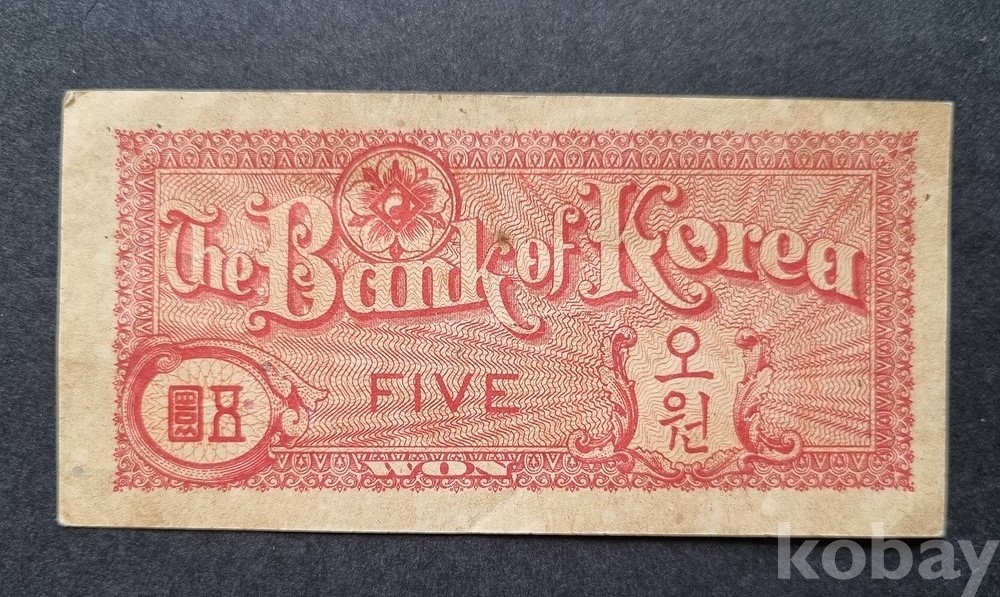 The Bank of Korea
圓五
FIVE
오
원
WON
kobay